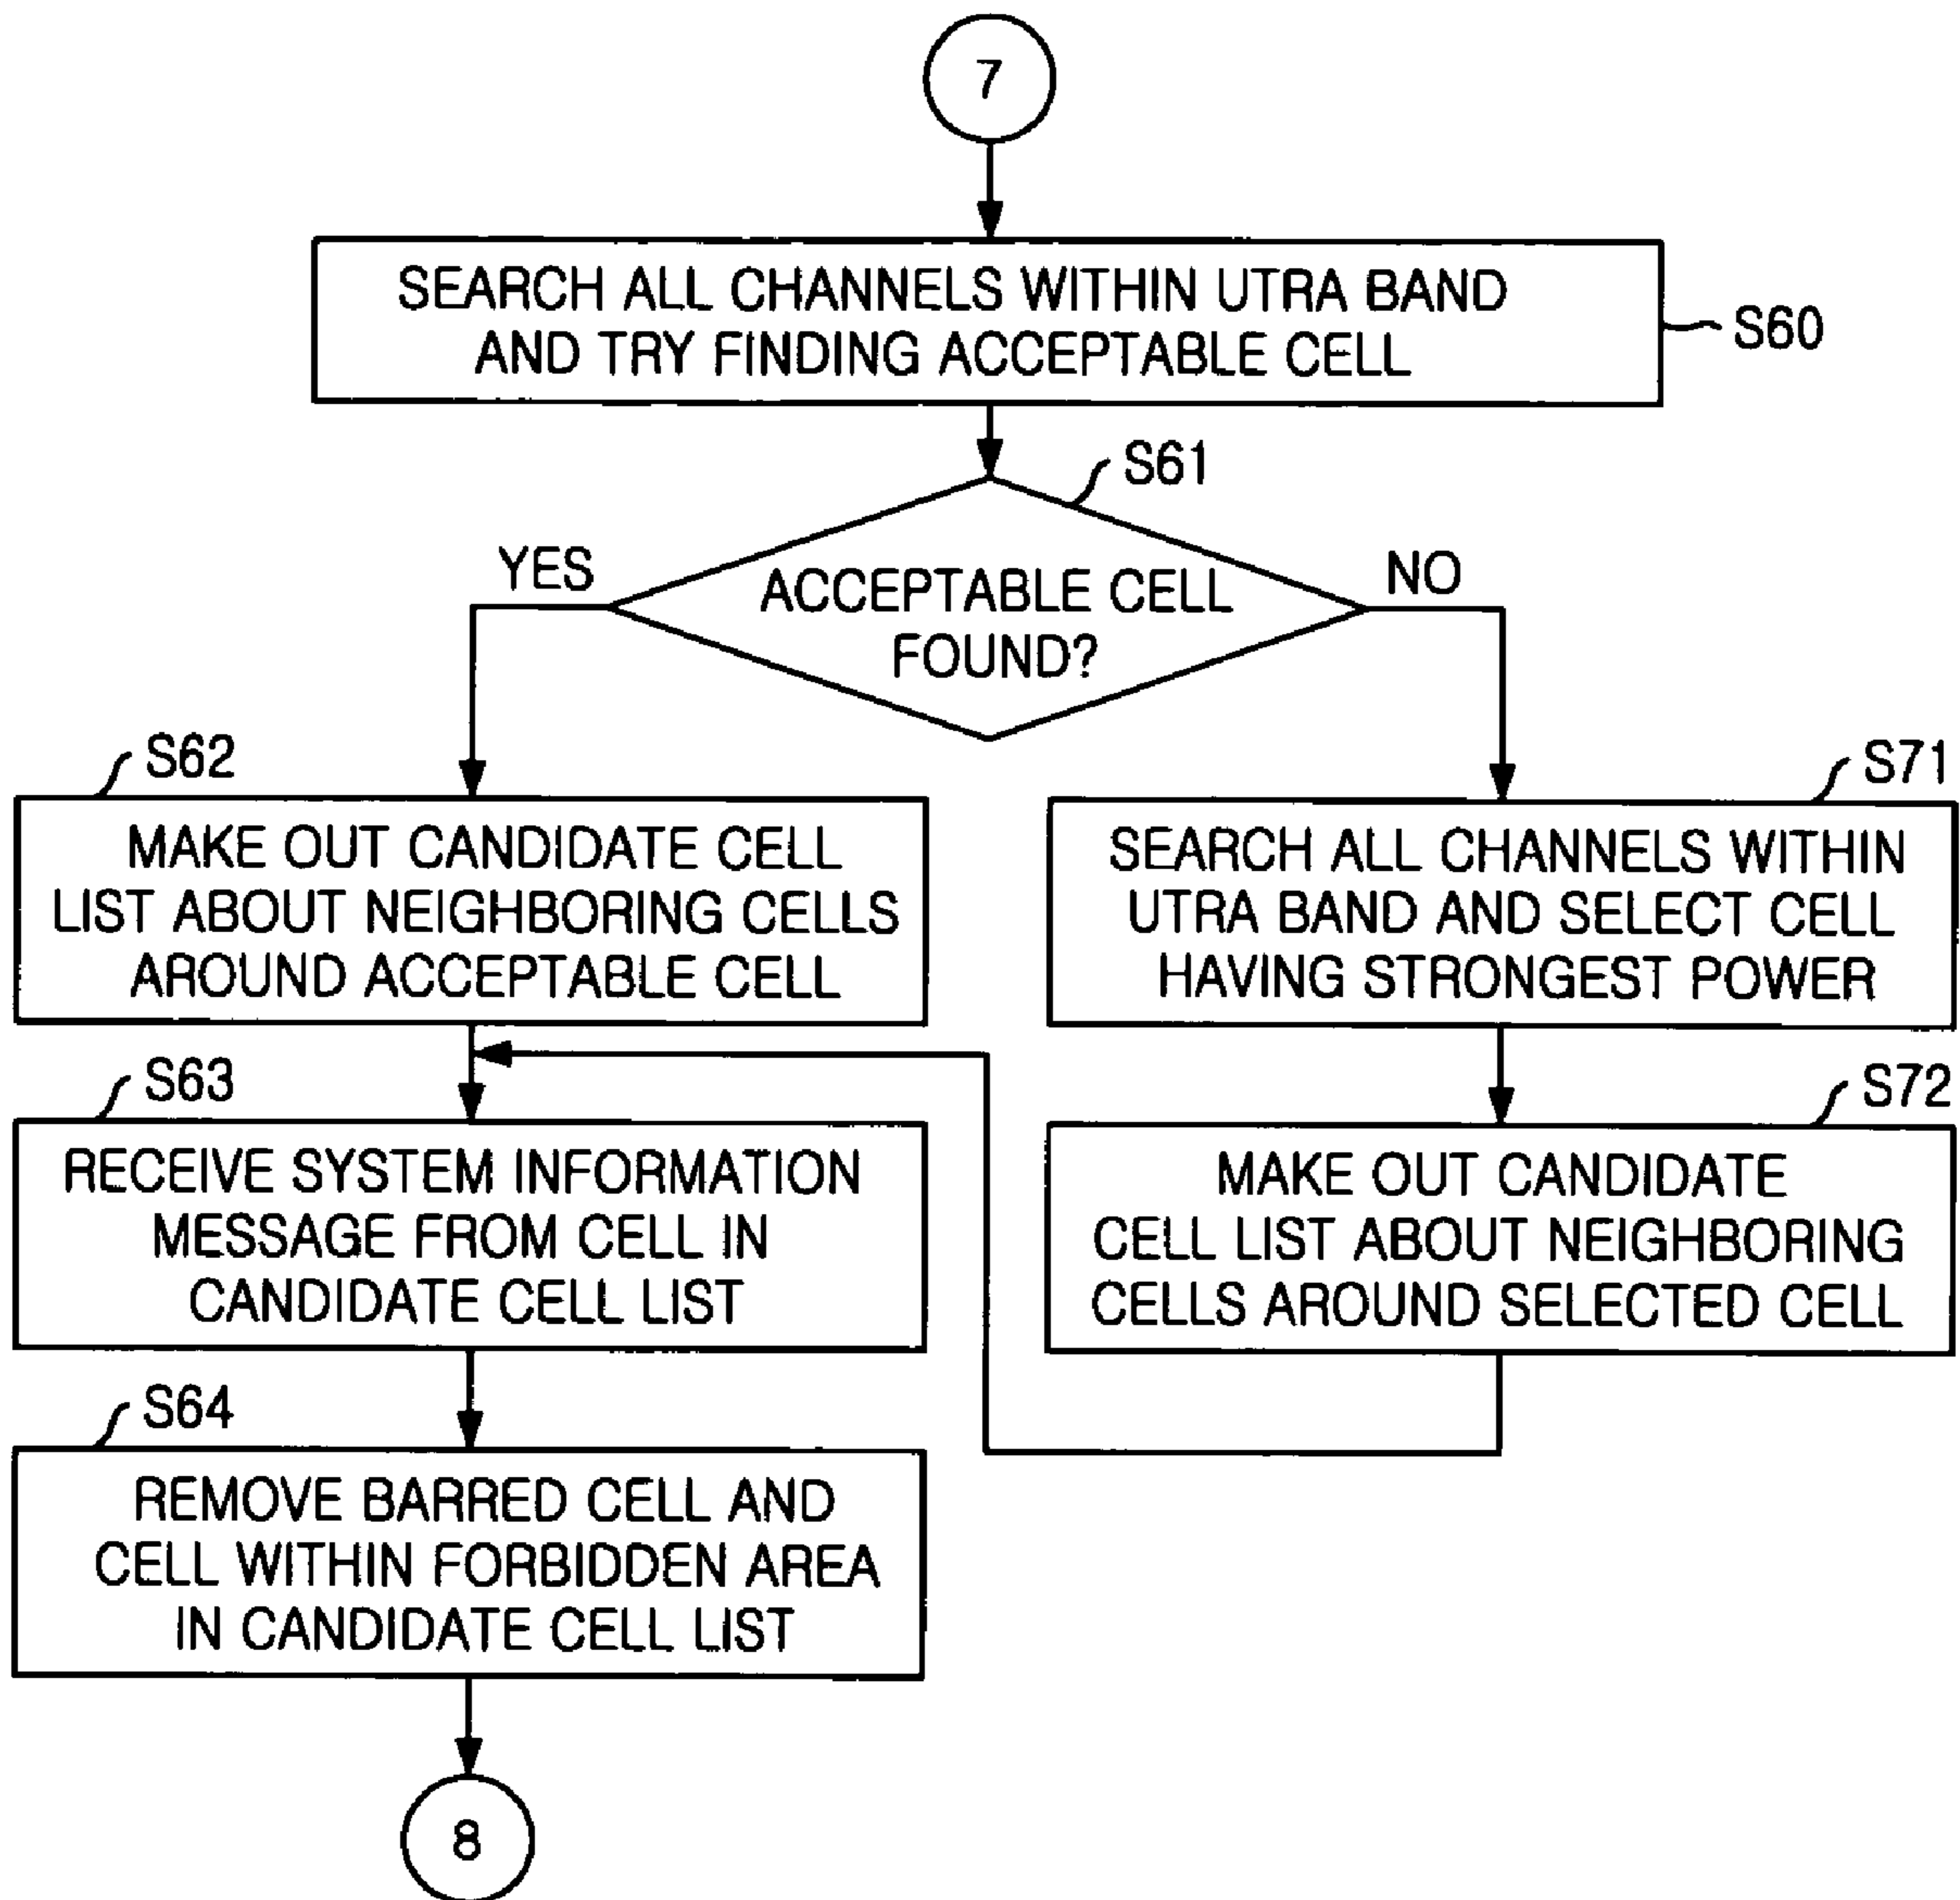 7
SEARCH ALL CHANNELS WITHIN UTRA BAND
AND TRY FINDING ACCEPTABLE CELL
S60
S61
YES
ACCEPTABLE CELL
FOUND?
NO
S62
MAKE OUT CANDIDATE CELL
LIST ABOUT NEIGHBORING CELLS
AROUND ACCEPTABLE CELL
S71
SEARCH ALL CHANNELS WITHIN
UTRA BAND AND SELECT CELL
HAVING STRONGEST POWER
S63
RECEIVE SYSTEM INFORMATION
MESSAGE FROM CELL IN
CANDIDATE CELL LIST
S72
MAKE OUT CANDIDATE
CELL LIST ABOUT NEIGHBORING
CELLS AROUND SELECTED CELL
S64
REMOVE BARRED CELL AND
CELL WITHIN FORBIDDEN AREA
IN CANDIDATE CELL LIST
8